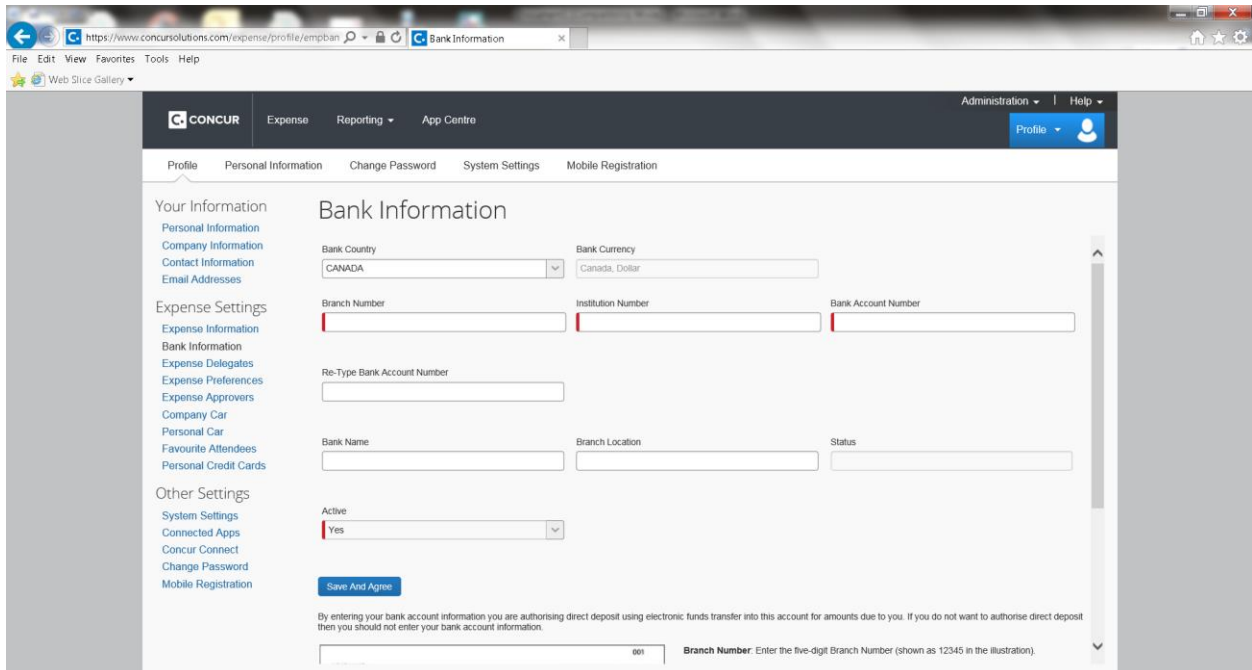 https://www.concursolutions.com/expense/profile/empban
Bank Information
File Edit View Favorites Tools Help
Web Slice Gallery
Administration | Help
C. CONCUR Expense Reporting App Centre
Profile
Profile Personal Information Change Password System Settings Mobile Registration
Your Information
Personal Information
Company Information
Contact Information
Email Addresses
Expense Settings
Expense Information
Bank Information
Expense Delegates
Expense Preferences
Expense Approvers
Company Car
Personal Car
Favourite Attendees
Personal Credit Cards
Other Settings
System Settings
Connected Apps
Concur Connect
Change Password
Mobile Registration
Bank Information
Bank Country Bank Currency
CANADA Canada, Dollar
Branch Number Institution Number Bank Account Number
Re-Type Bank Account Number
Bank Name Branch Location Status
Active
Yes
Save And Agree
By entering your bank account information you are authorising direct deposit using electronic funds transfer into this account for amounts due to you. If you do not want to authorise direct deposit
then you should not enter your bank account information.
001
Branch Number: Enter the five-digit Branch Number (shown as 12345 in the illustration).